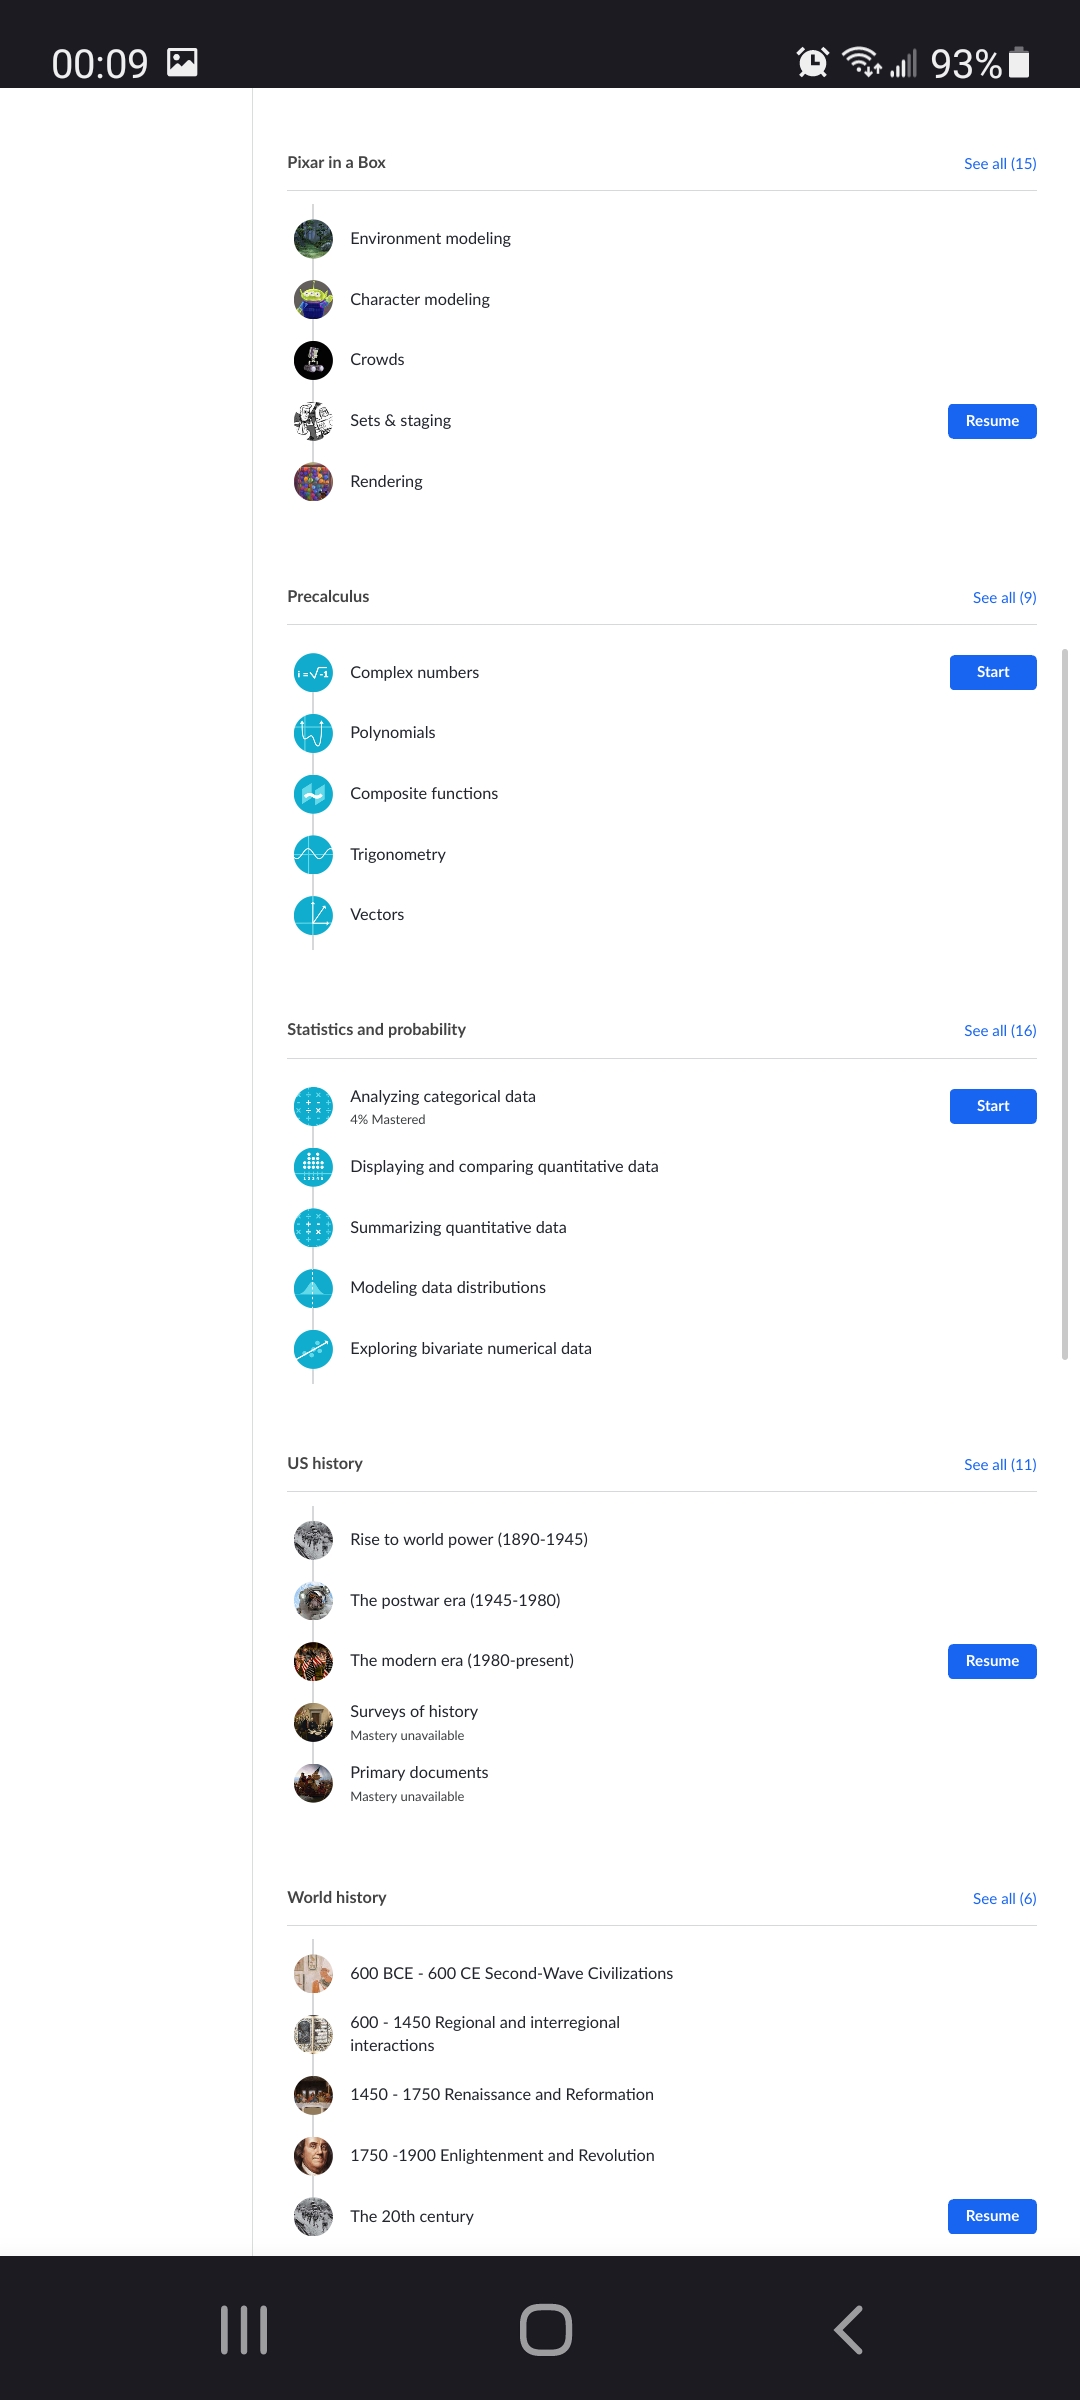 00:09
93%
Pixar in a Box
See all (15)
Environment modeling
Character modeling
Crowds
Sets & staging
Resume
Rendering
Precalculus
See all (9)
i = √-1
Complex numbers
Start
Polynomials
Composite functions
Trigonometry
Vectors
Statistics and probability
See all (16)
Analyzing categorical data
4% Mastered
Start
Displaying and comparing quantitative data
Summarizing quantitative data
Modeling data distributions
Exploring bivariate numerical data
US history
See all (11)
Rise to world power (1890-1945)
The postwar era (1945-1980)
The modern era (1980-present)
Resume
Surveys of history
Mastery unavailable
Primary documents
Mastery unavailable
World history
See all (6)
600 BCE - 600 CE Second-Wave Civilizations
600 - 1450 Regional and interregional
interactions
1450 - 1750 Renaissance and Reformation
1750 -1900 Enlightenment and Revolution
The 20th century
Resume